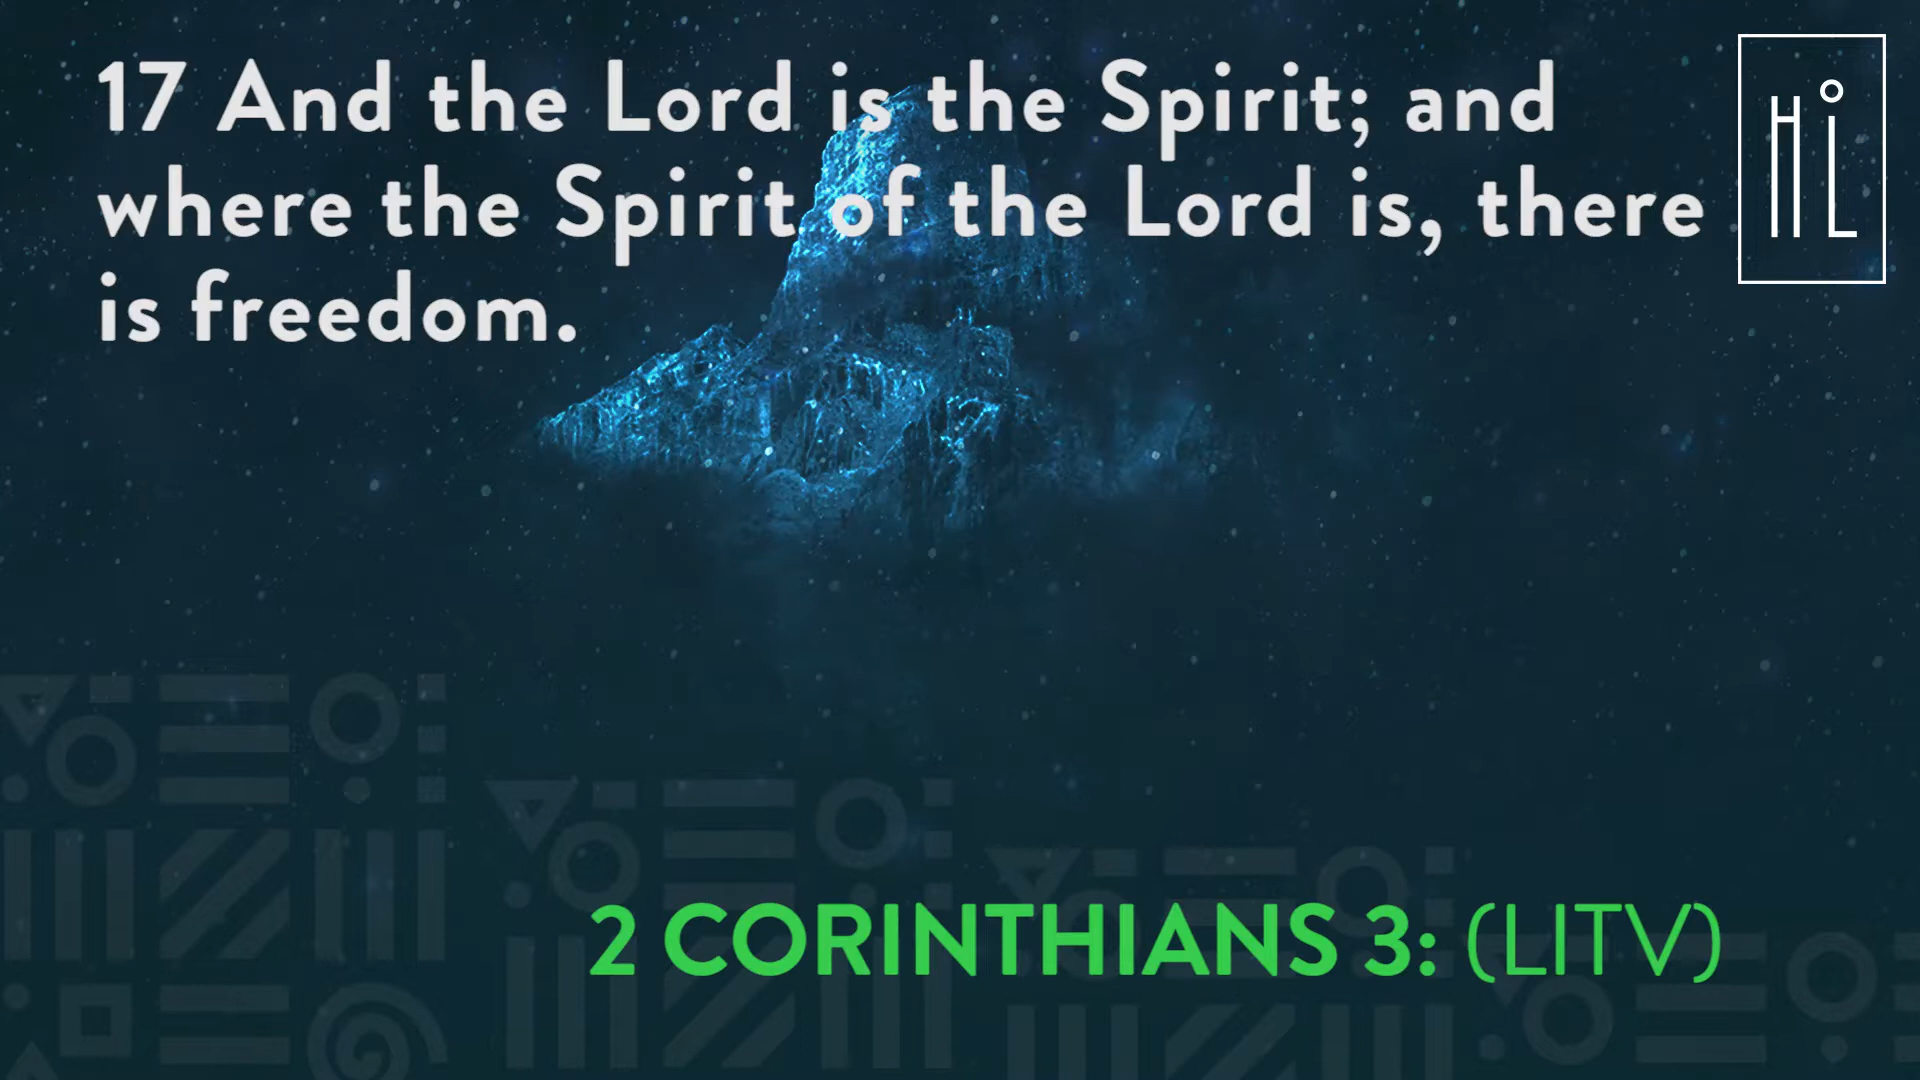 17 And the Lord is the Spirit; and
where the Spirit of the Lord is, there
is freedom.
HiL
2 CORINTHIANS 3: (LITV)